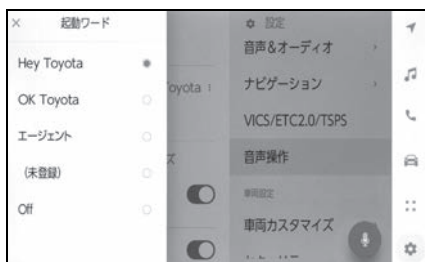 × 起動ワード
Hey Toyota
OK Toyota
エージェント
(未登録)
Off
oyota
ズ
設定
音声&オーディオ
ナビゲーション
VICS/ETC2.0/TSPS
音声操作
車両設定
車両カスタマイズ